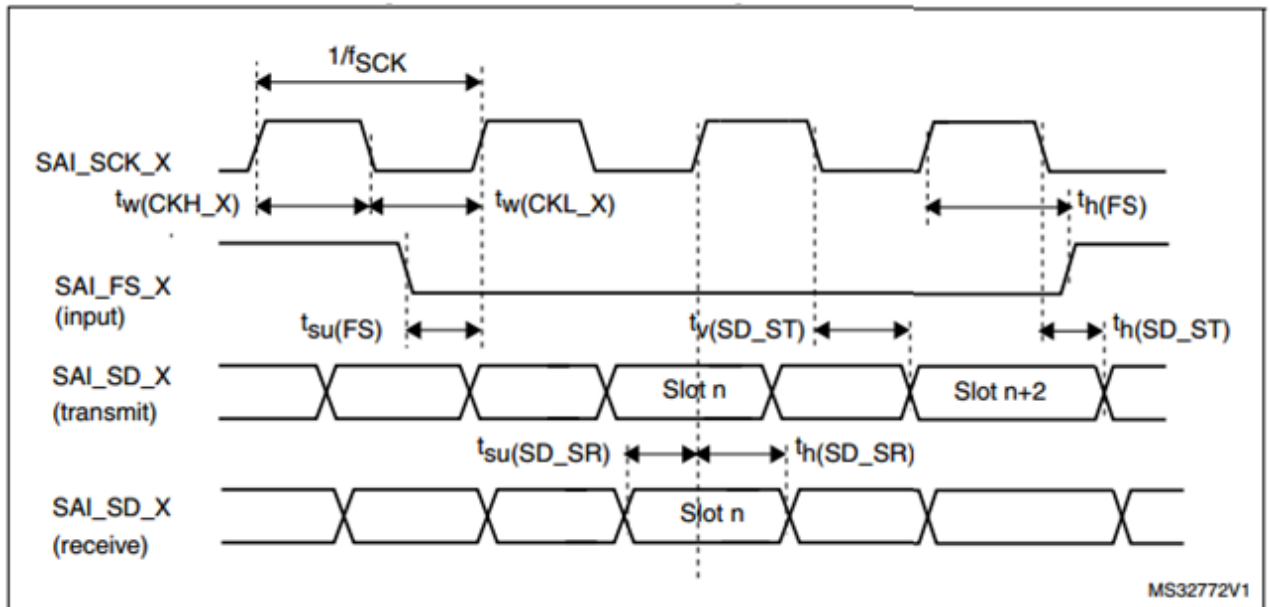 1/fSCK
SAI_SCK_X
tw(CKH_X)
tw(CKL_X)
th(FS)
SAI_FS_X
(input)
tsu(FS)
tv(SD_ST)
th(SD_ST)
SAI_SD_X
(transmit)
Slot n
Slot n+2
tsu(SD_SR)
th(SD_SR)
SAI_SD_X
(receive)
Slot n
MS32772V1